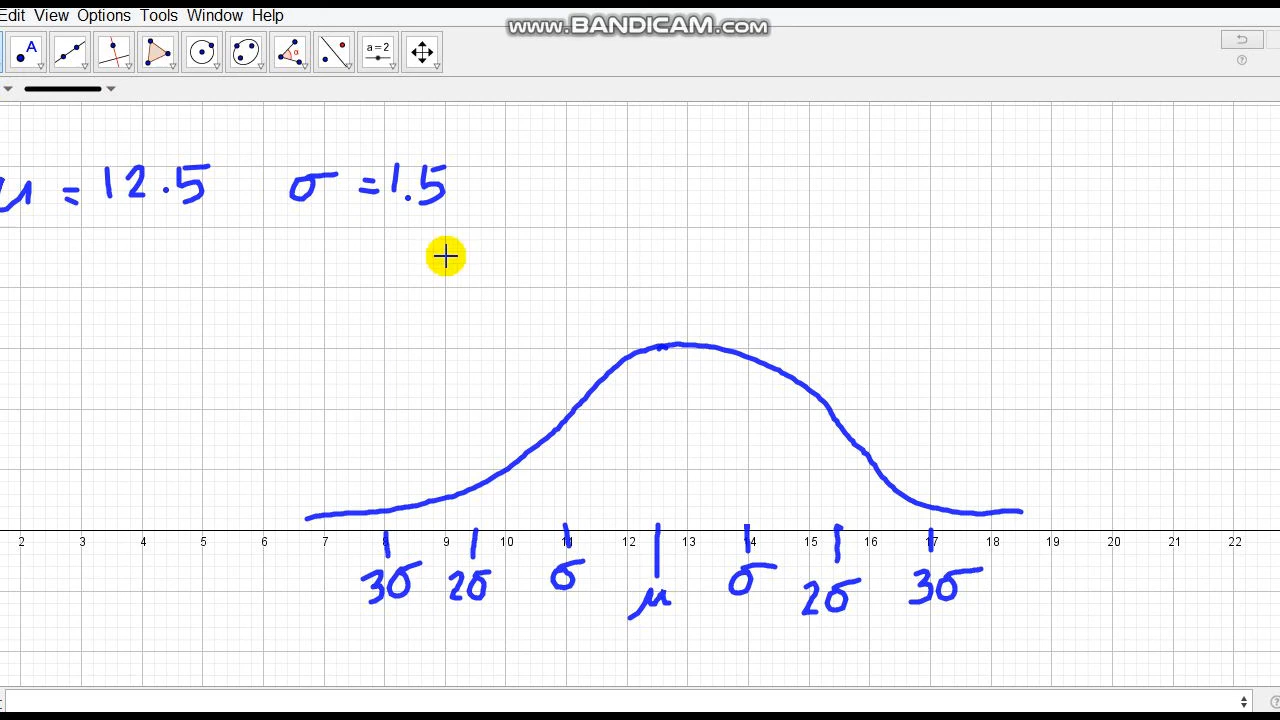 Edit View Options Tools Window Help
www.BANDICAM.com
A
α
a = 2
μ = 12.5 σ = 1.5
2 3 4 5 6 7 8 9 10 11 12 13 14 15 16 17 18 19 20 21 22
3σ 2σ σ μ σ 2σ 3σ